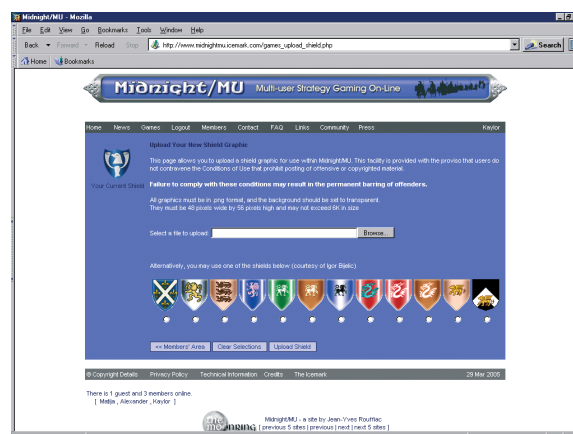 Midnight/MU - Mozilla
File Edit View Go Bookmarks Tools Window Help
Back Forward Reload Stop http://www.midnightmu.icemark.com/games_upload_shield.php Search
Home Bookmarks
Midnight/MU Multi-user Strategy Gaming On-Line
Home News Games Logout Members Contact FAQ Links Community Press Kaylor
Upload Your New Shield Graphic
This page allows you to upload a shield graphic for use within Midnight/MU. This facility is provided with the proviso that users do
not contravene the Conditions of Use that prohibit posting of offensive or copyrighted material.
Your Current Shield
Failure to comply with these conditions may result in the permanent barring of offenders.
All graphics must be in .png format, and the background should be set to
transparent.
They must be 48 pixels wide by 56 pixels high and may not exceed 6K in size
Select a file to upload: Browse...
Alternatively, you may use one of the shields below (courtesy of Igor Bijelic)
<< Members' Area Clear Selections Upload Shield
© Copyright Details Privacy Policy Technical Information Credits The Icemark 29 Mar 2005
There is 1 guest and 3 members online.
[ Matija , Alexander , Kaylor ]
the midnight RING
Midnight/MU - a site by Jean-Yves Rouffiac
[ previous 5 sites | previous | next | next 5 sites ]